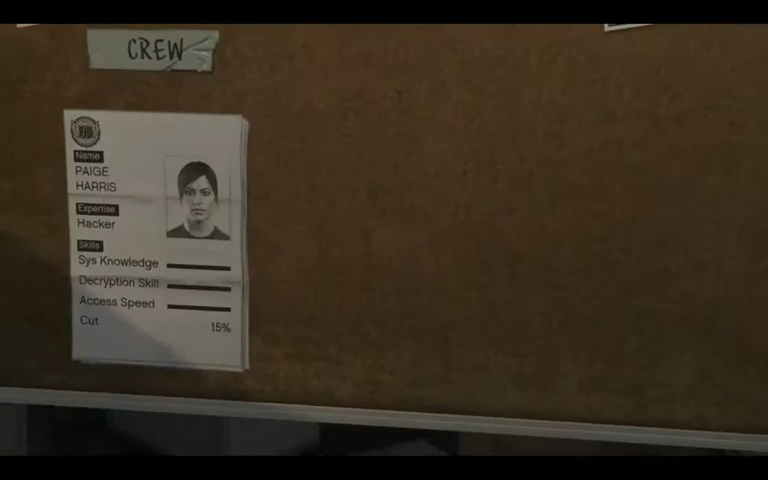 CREW
Name
PAIGE
HARRIS
Expertise
Hacker
Skills
Sys Knowledge
Decryption Skill
Access Speed
Cut 15%